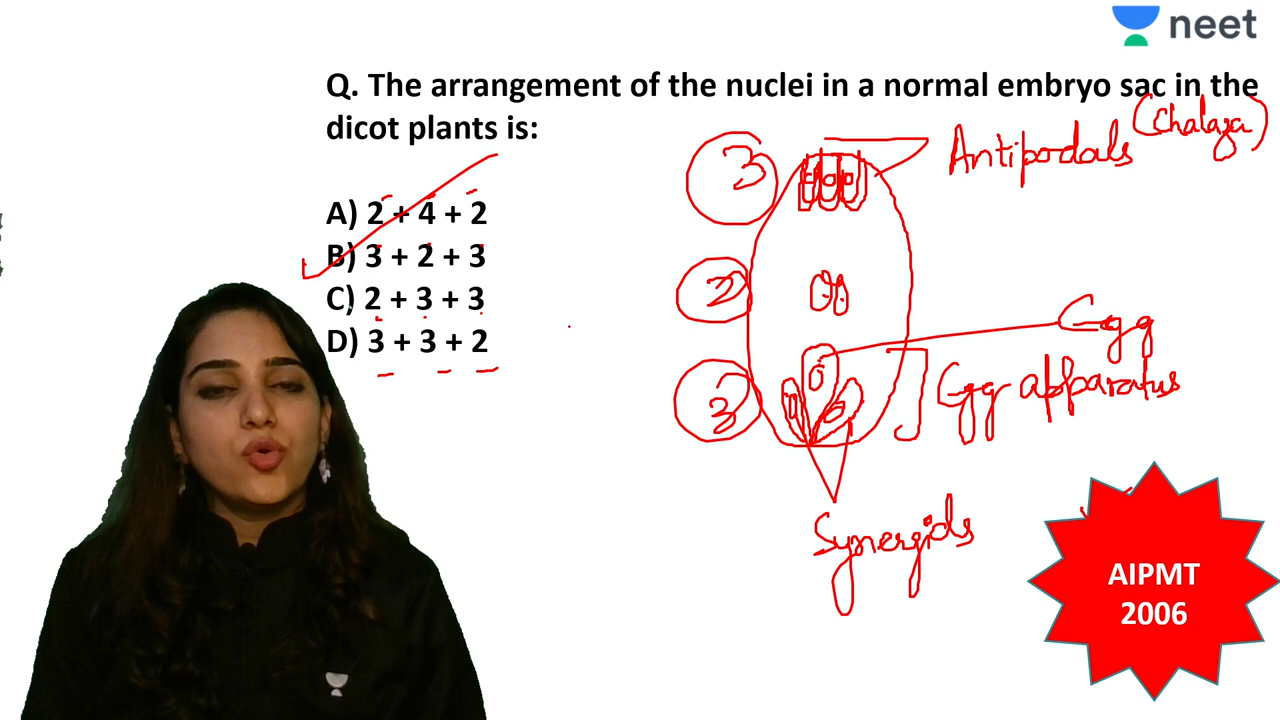 neet
Q. The arrangement of the nuclei in a normal embryo sac in the
dicot plants is:
A) 2 + 4 + 2
B) 3 + 2 + 3
C) 2 + 3 + 3
D) 3 + 3 + 2
3
Antipodals
(Chalaza)
2
Egg
3
Egg apparatus
Synergids
AIPMT
2006